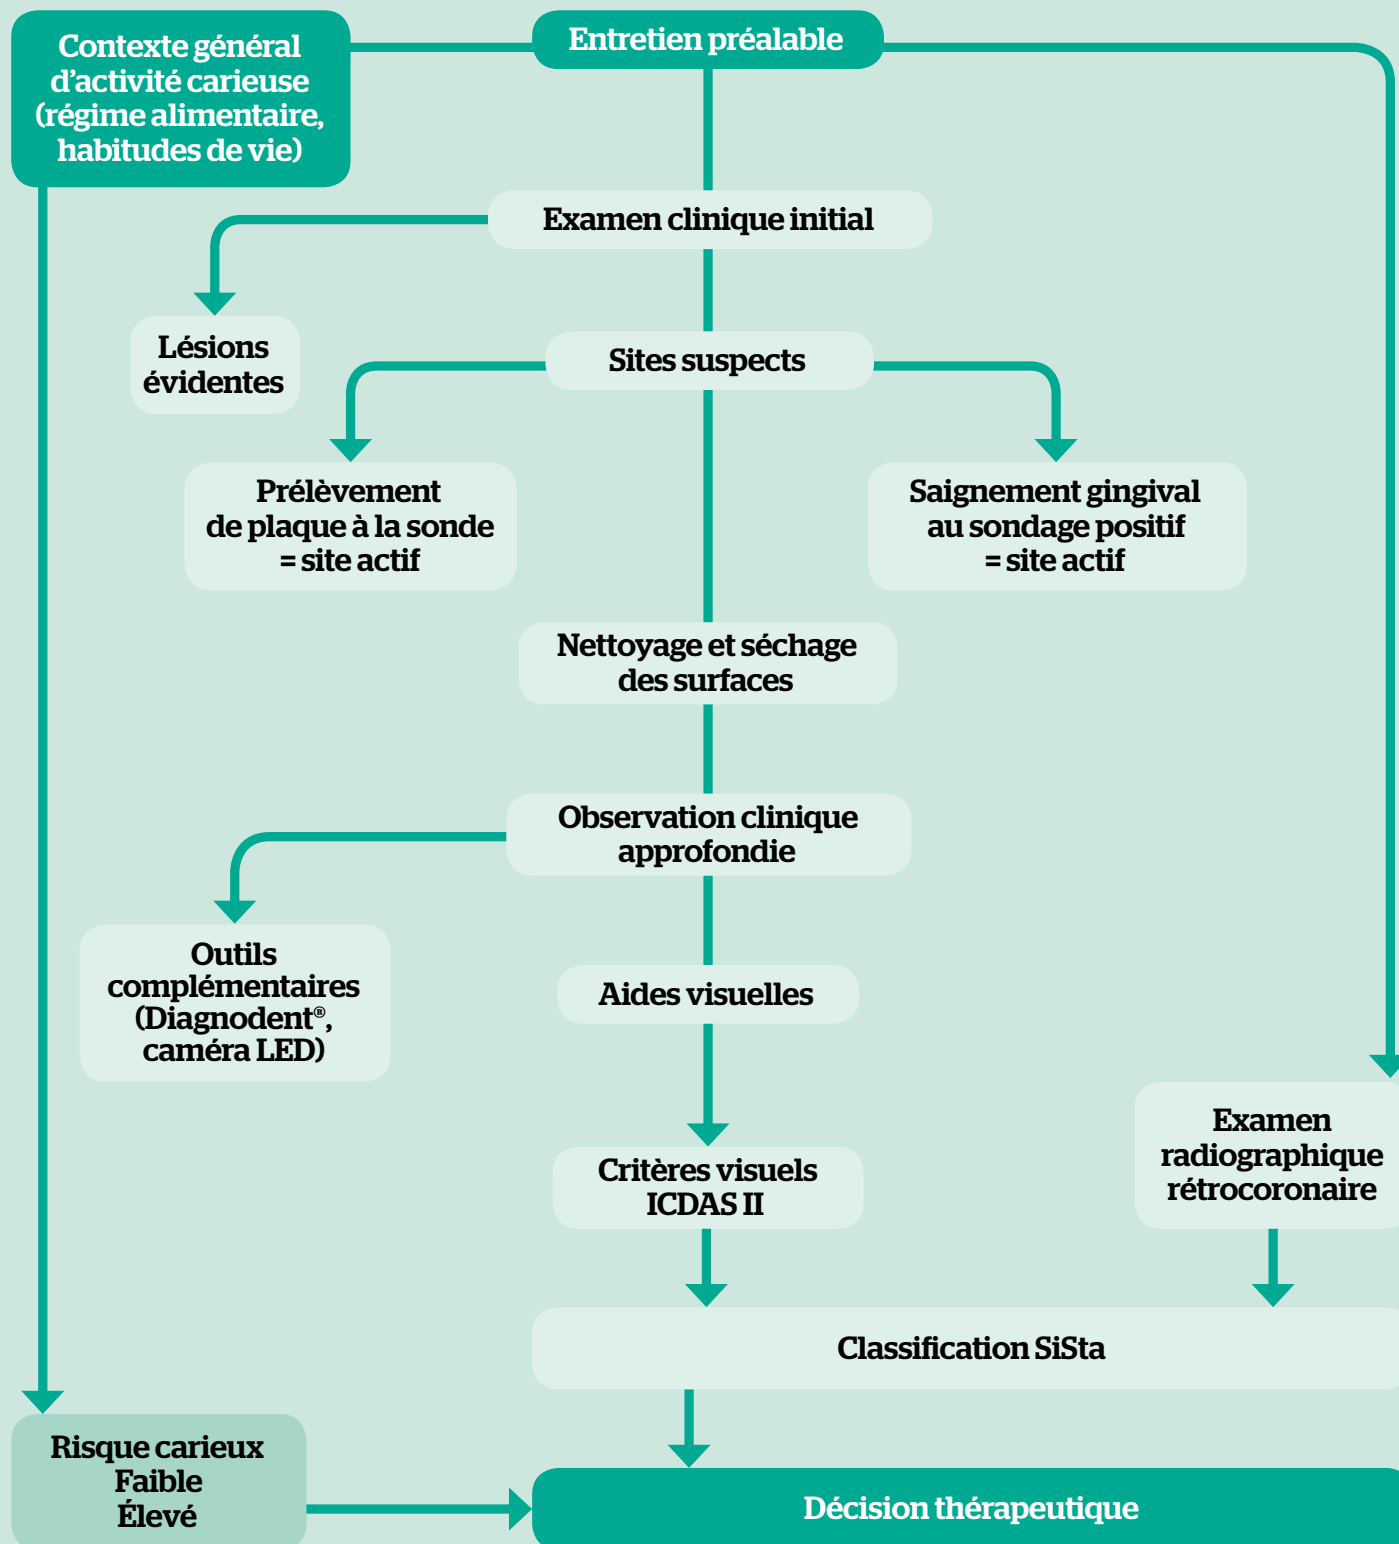 Contexte général
d'activité carieuse
(régime alimentaire,
habitudes de vie)
Entretien préalable
Examen clinique initial
Lésions
évidentes
Sites suspects
Prélèvement
de plaque à la sonde
= site actif
Saignement gingival
au sondage positif
= site actif
Nettoyage et séchage
des surfaces
Observation clinique
approfondie
Outils
complémentaires
(Diagnodent®,
caméra LED)
Aides visuelles
Critères visuels
ICDAS II
Examen
radiographique
rétrocoronaire
Classification SiSta
Risque carieux
Faible
Élevé
Décision thérapeutique